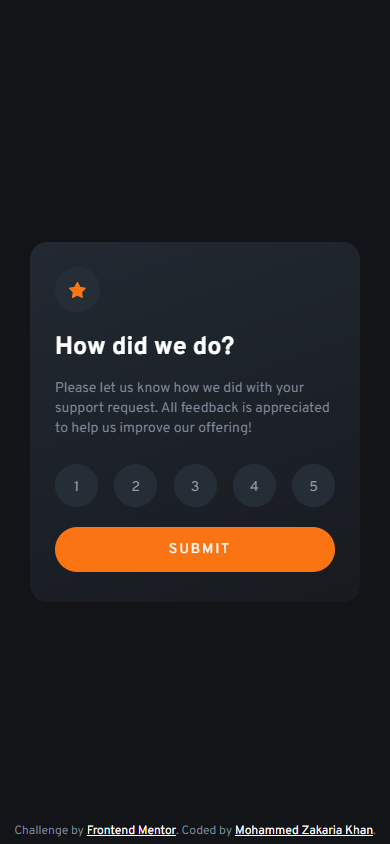 How did we do?
Please let us know how we did with your
support request. All feedback is appreciated
to help us improve our offering!
1 2 3 4 5
SUBMIT
Challenge by Frontend Mentor. Coded by Mohammed Zakaria Khan.